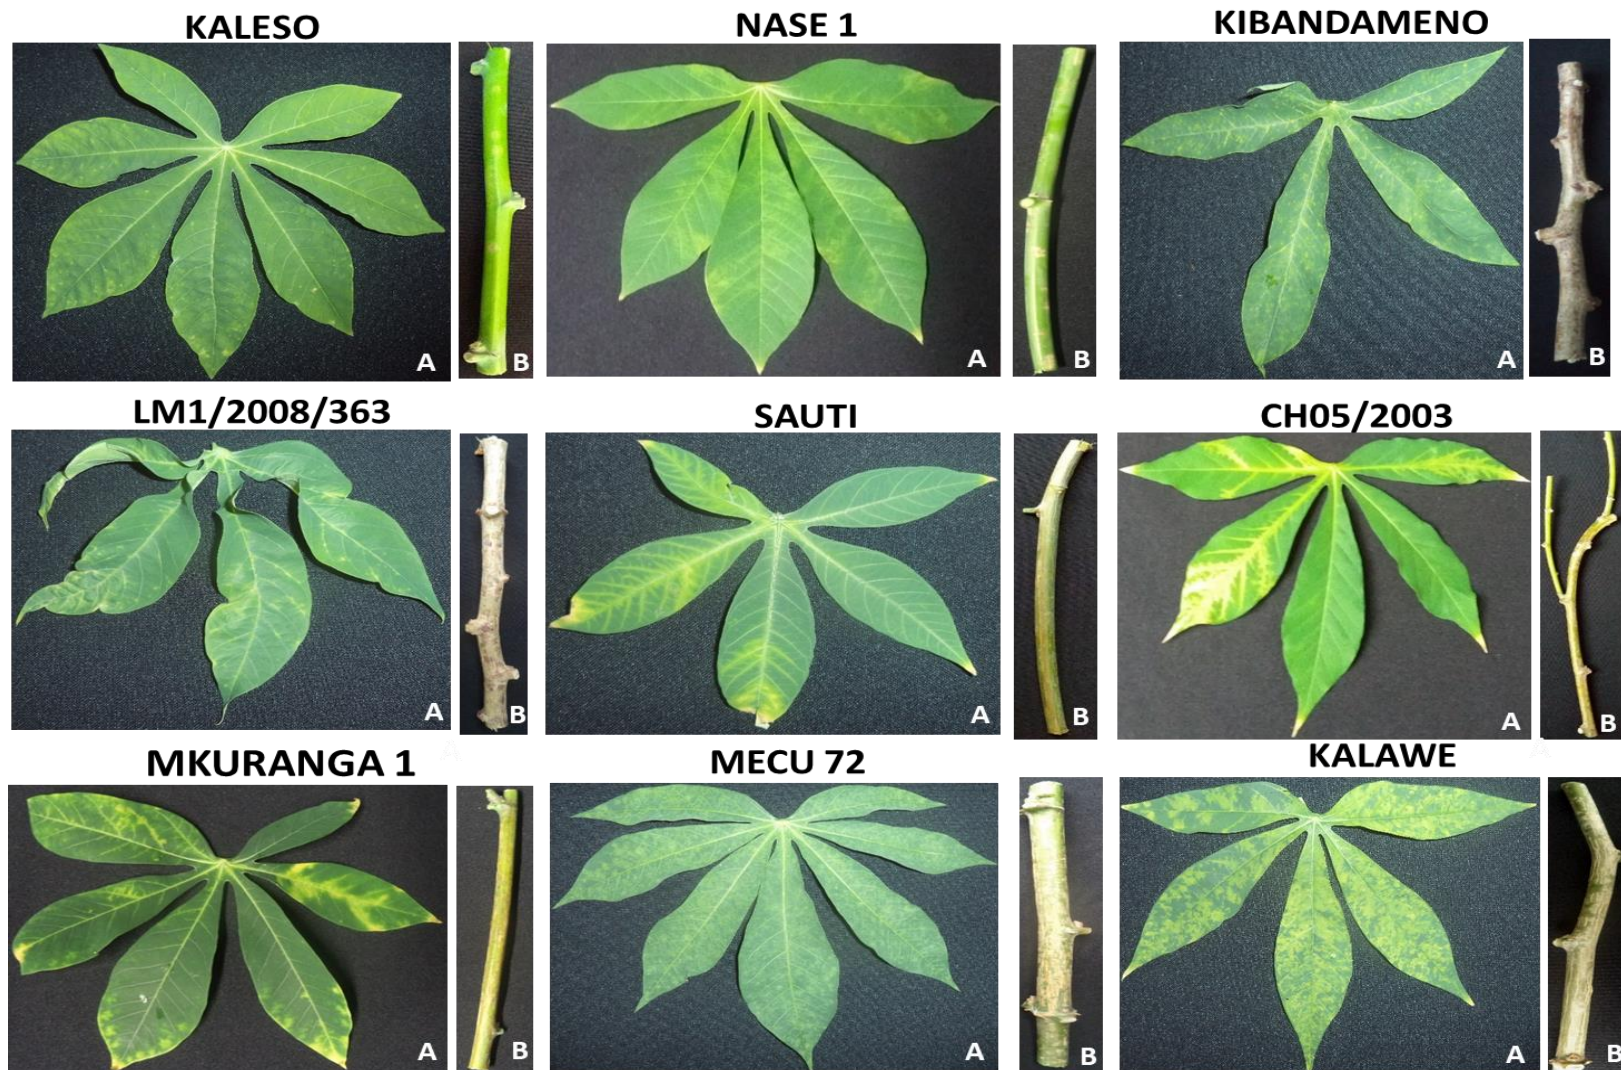 KALESO
NASE 1
KIBANDAMENO
A
B
A
B
A
B
LM1/2008/363
SAUTI
CH05/2003
A
B
A
B
A
B
MKURANGA 1
MECU 72
KALAWE
A
B
A
B
A
B